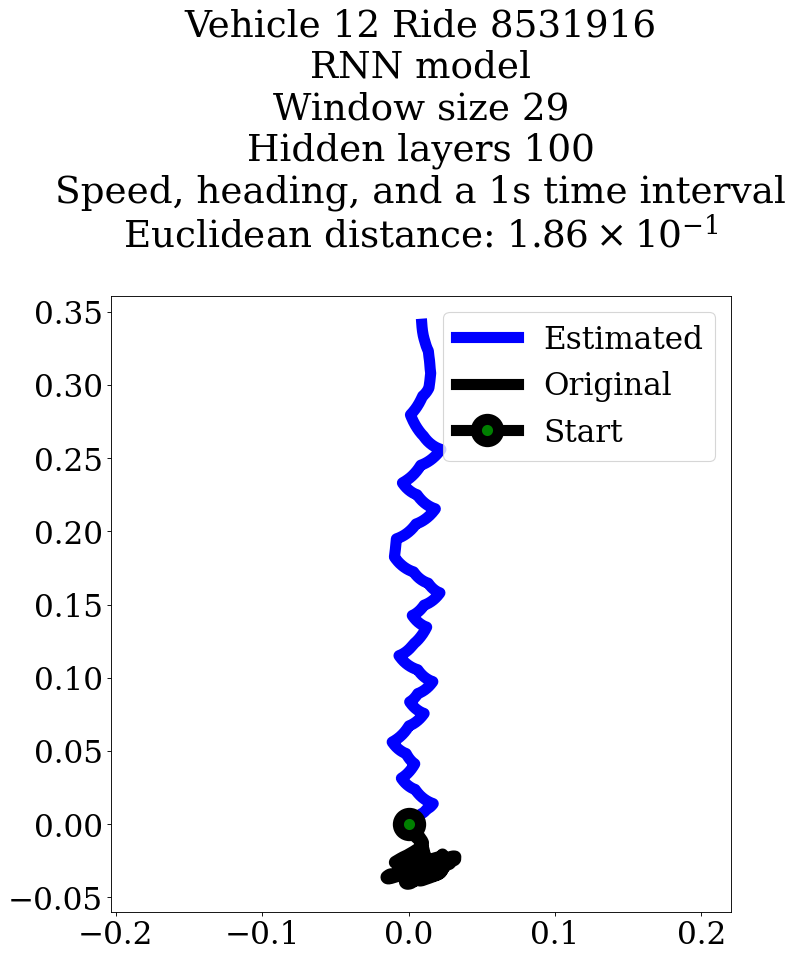 Vehicle 12 Ride 8531916
RNN model
Window size 29
Hidden layers 100
Speed, heading, and a 1s time interval
Euclidean distance: 1.86 × 10⁻¹
0.35
0.30
0.25
0.20
0.15
0.10
0.05
0.00
−0.05
Estimated
Original
Start
−0.2
−0.1
0.0
0.1
0.2